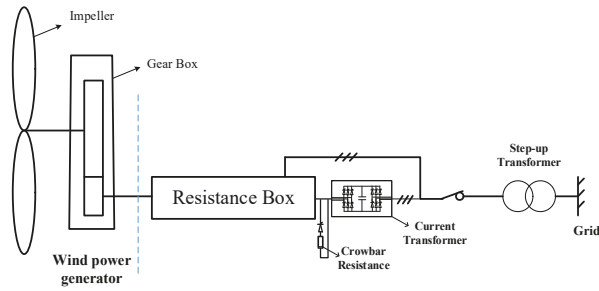 Impeller
Gear Box
Step-up
Transformer
Resistance Box
Current
Transformer
Crowbar
Resistance
Grid
Wind power
generator